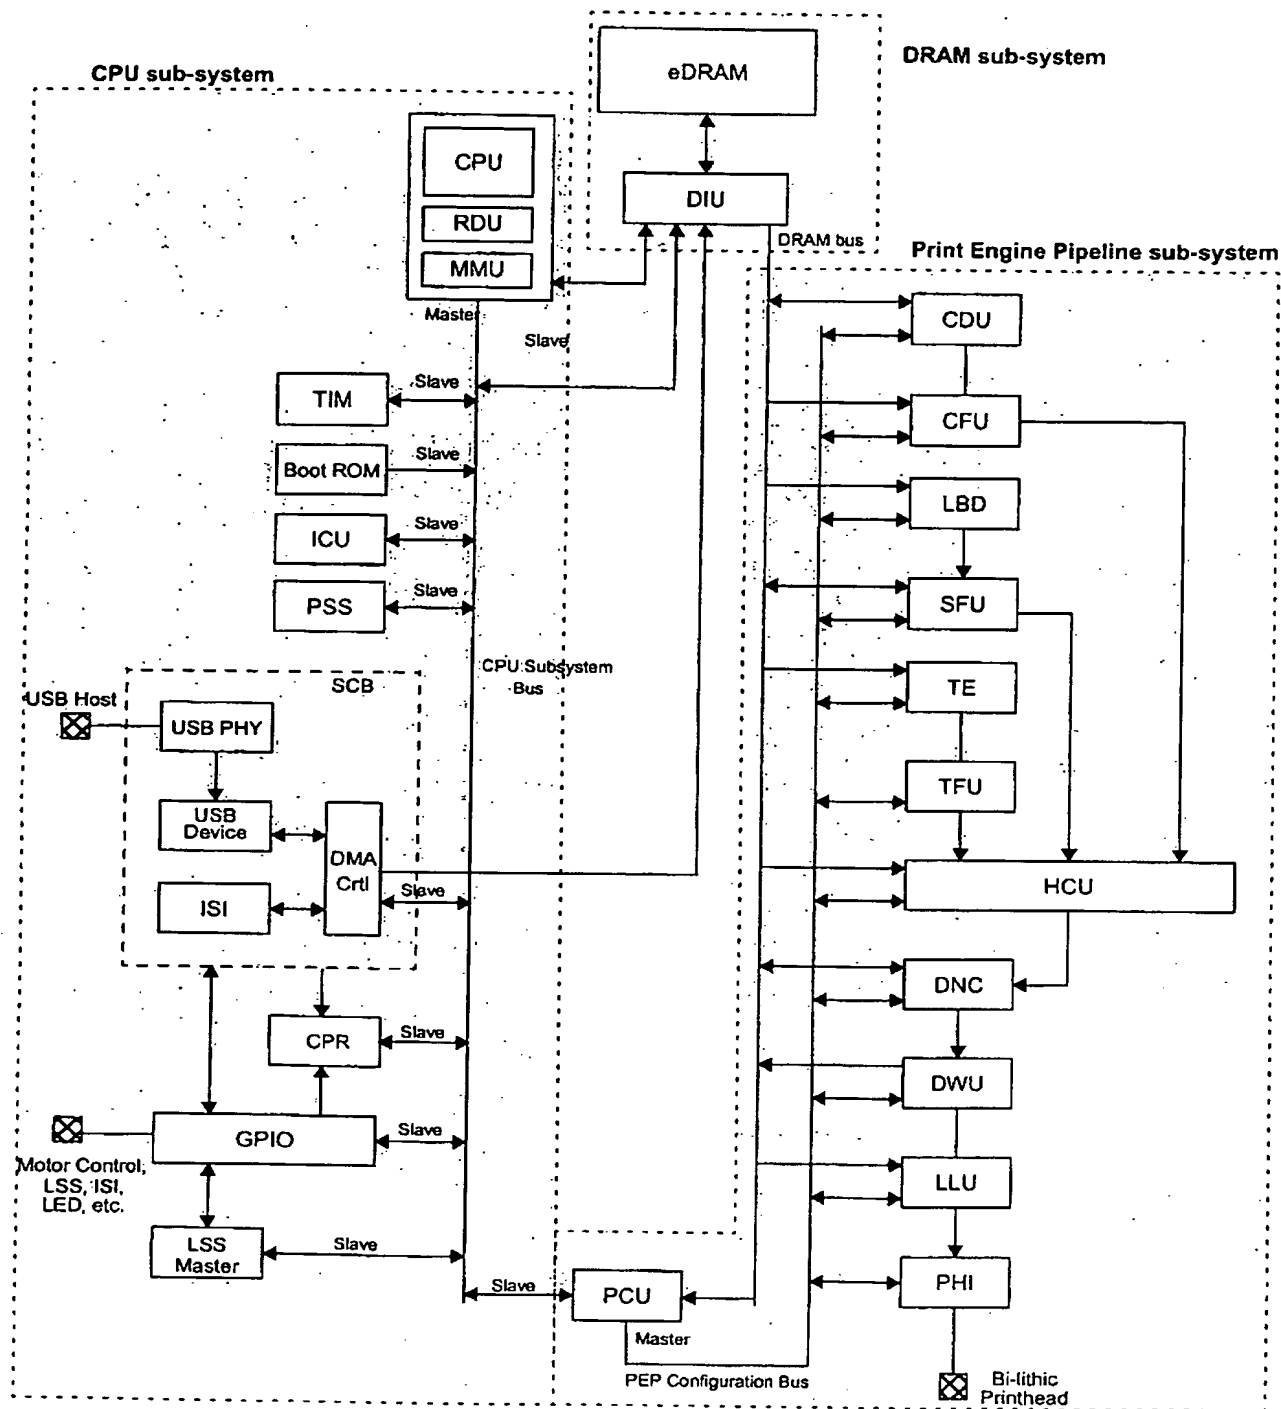 CPU sub-system
DRAM sub-system
eDRAM
DIU
DRAM bus
CPU
RDU
MMU
Master
Slave
Print Engine Pipeline sub-system
TIM
Slave
Boot ROM
Slave
ICU
Slave
PSS
Slave
CPU Subsystem
Bus
SCB
USB Host
USB PHY
USB
Device
DMA
Crtl
Slave
ISI
CPR
Slave
GPIO
Slave
Motor Control,
LSS, ISI,
LED, etc.
LSS
Master
Slave
Slave
PCU
Master
PEP Configuration Bus
CDU
CFU
LBD
SFU
TE
TFU
HCU
DNC
DWU
LLU
PHI
Bi-lithic
Printhead